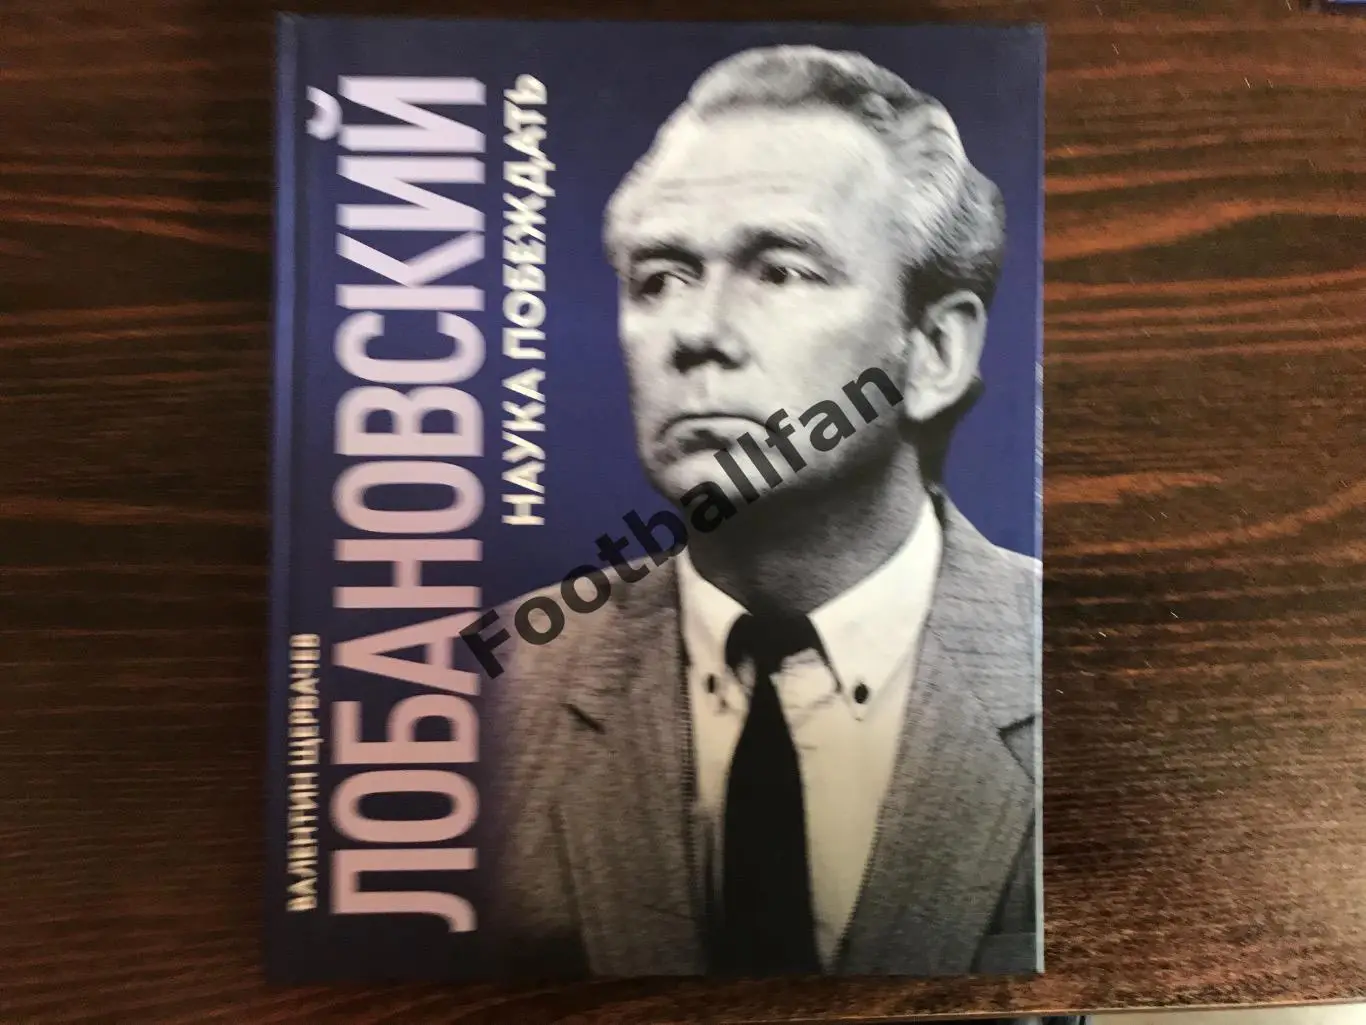 ВАЛЕНТИН ЩЕРБАЧЕВ
ЛОБАНОВСКИЙ
НАУКА ПОБЕЖДАТЬ
Footballfan